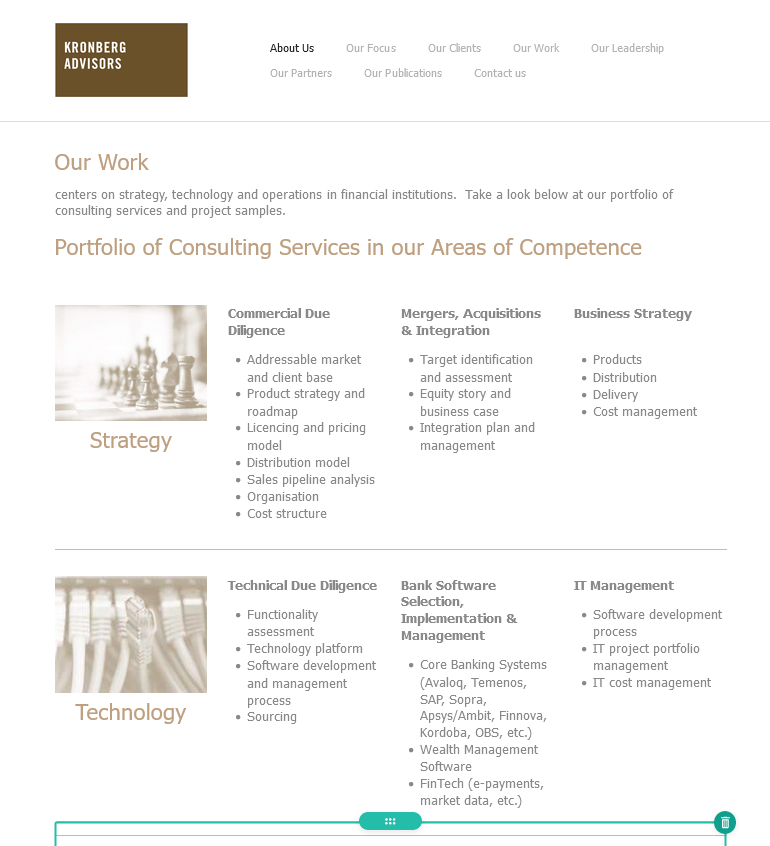 KRONBERG
ADVISORS
About Us Our Focus Our Clients Our Work Our Leadership
Our Partners Our Publications Contact us
Our Work
centers on strategy, technology and operations in financial institutions. Take a look below at our portfolio of
consulting services and project samples.
Portfolio of Consulting Services in our Areas of Competence
Strategy
Commercial Due
Diligence
• Addressable market
and client base
• Product strategy and
roadmap
• Licencing and pricing
model
• Distribution model
• Sales pipeline analysis
• Organisation
• Cost structure
Mergers, Acquisitions
& Integration
• Target identification
and assessment
• Equity story and
business case
• Integration plan and
management
Business Strategy
• Products
• Distribution
• Delivery
• Cost management
Technology
Technical Due Diligence
• Functionality
assessment
• Technology platform
• Software development
and management
process
• Sourcing
Bank Software
Selection,
Implementation &
Management
• Core Banking Systems
(Avaloq, Temenos,
SAP, Sopra,
Apsys/Ambit, Finnova,
Kordoba, OBS, etc.)
• Wealth Management
Software
• FinTech (e-payments,
market data, etc.)
IT Management
• Software development
process
• IT project portfolio
management
• IT cost management